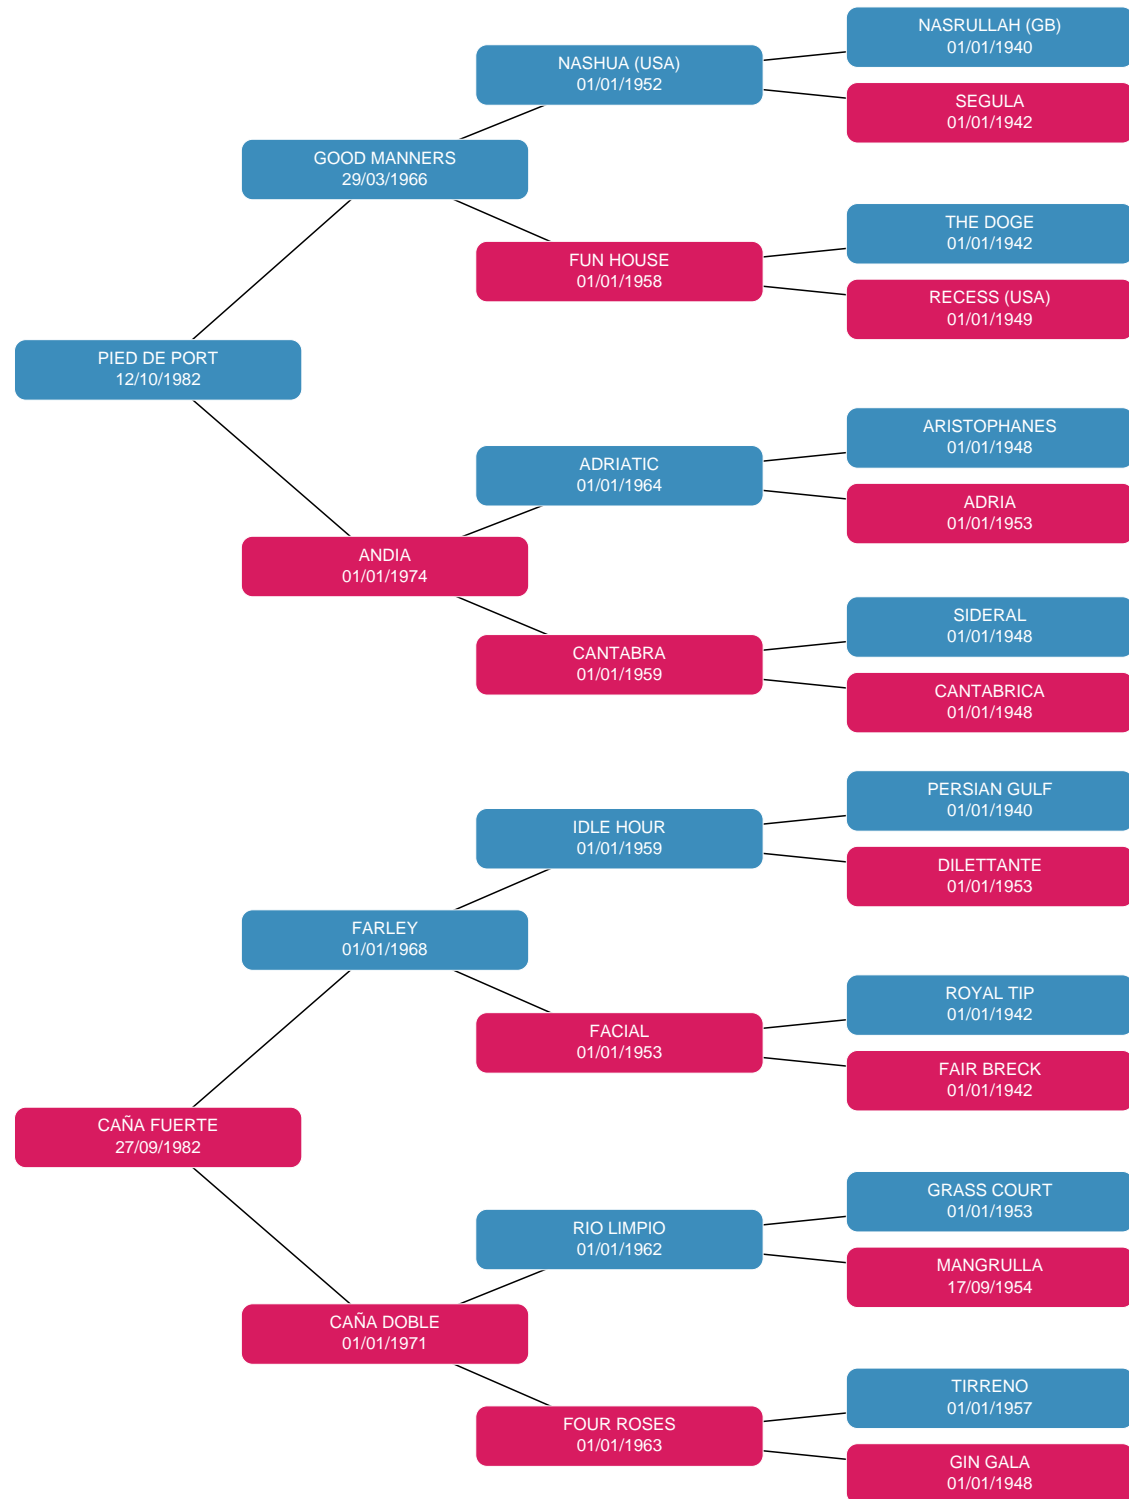 NASRULLAH (GB)
01/01/1940
NASHUA (USA)
01/01/1952
SEGULA
01/01/1942
GOOD MANNERS
29/03/1966
THE DOGE
01/01/1942
FUN HOUSE
01/01/1958
RECESS (USA)
01/01/1949
PIED DE PORT
12/10/1982
ARISTOPHANES
01/01/1948
ADRIATIC
01/01/1964
ADRIA
01/01/1953
ANDIA
01/01/1974
SIDERAL
01/01/1948
CANTABRA
01/01/1959
CANTABRICA
01/01/1948
PERSIAN GULF
01/01/1940
IDLE HOUR
01/01/1959
DILETTANTE
01/01/1953
FARLEY
01/01/1968
ROYAL TIP
01/01/1942
FACIAL
01/01/1953
FAIR BRECK
01/01/1942
CAÑA FUERTE
27/09/1982
GRASS COURT
01/01/1953
RIO LIMPIO
01/01/1962
MANGRULLA
17/09/1954
CAÑA DOBLE
01/01/1971
TIRRENO
01/01/1957
FOUR ROSES
01/01/1963
GIN GALA
01/01/1948